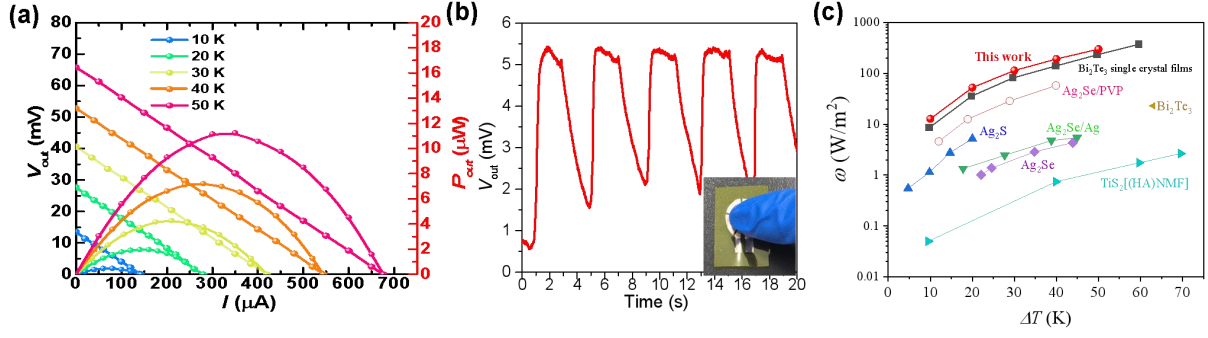 (a)
80
70
60
50
40
30
20
10
0
V_out (mV)
10 K
20 K
30 K
40 K
50 K
20
18
16
14
12
10
8
6
4
2
0
P_out (μW)
0 100 200 300 400 500 600 700
I (μA)
(b)
6
5
4
3
2
1
0
V_out (mV)
0 2 4 6 8 10 12 14 16 18 20
Time (s)
(c)
1000
100
10
1
0.1
0.01
ω (W/m²)
This work
Bi₂Te₃ single crystal films
Ag₂Se/PVP
Bi₂Te₃
Ag₂S
Ag₂Se/Ag
Ag₂Se
TiS₂[(HA)NMF]
0 10 20 30 40 50 60 70
ΔT (K)